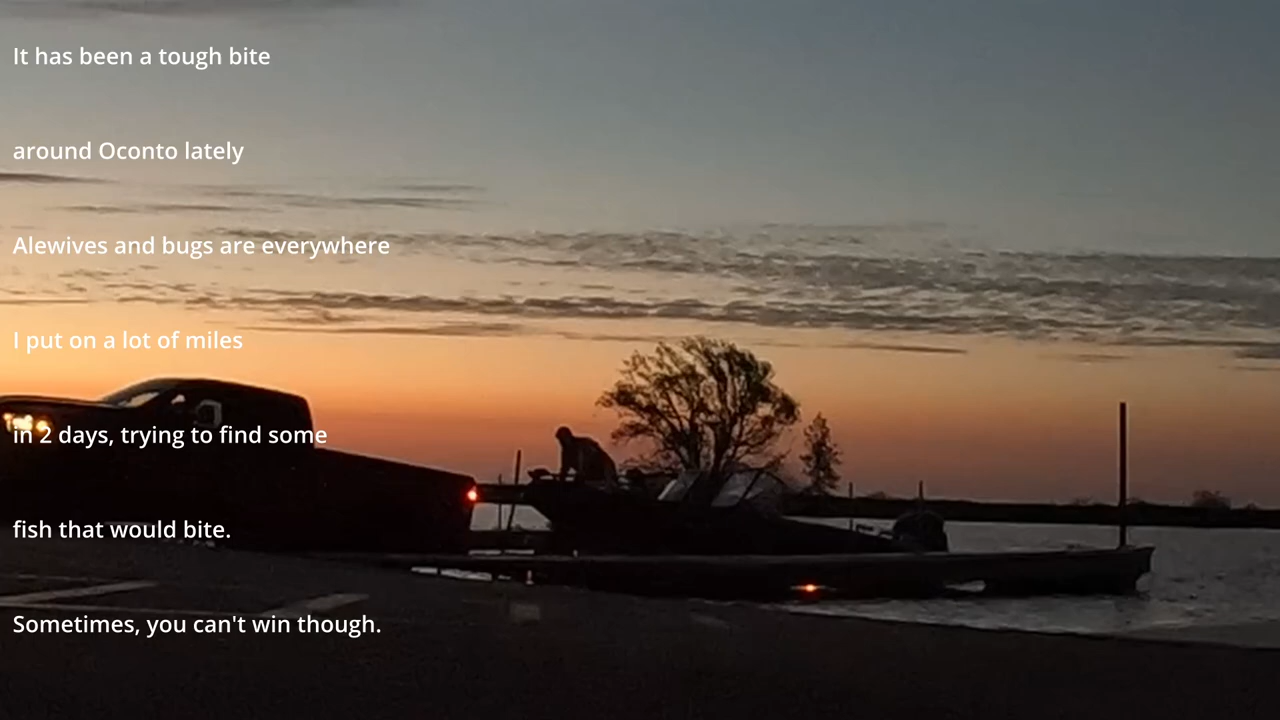 It has been a tough bite
around Oconto lately
Alewives and bugs are everywhere
I put on a lot of miles
in 2 days, trying to find some
fish that would bite.
Sometimes, you can't win though.